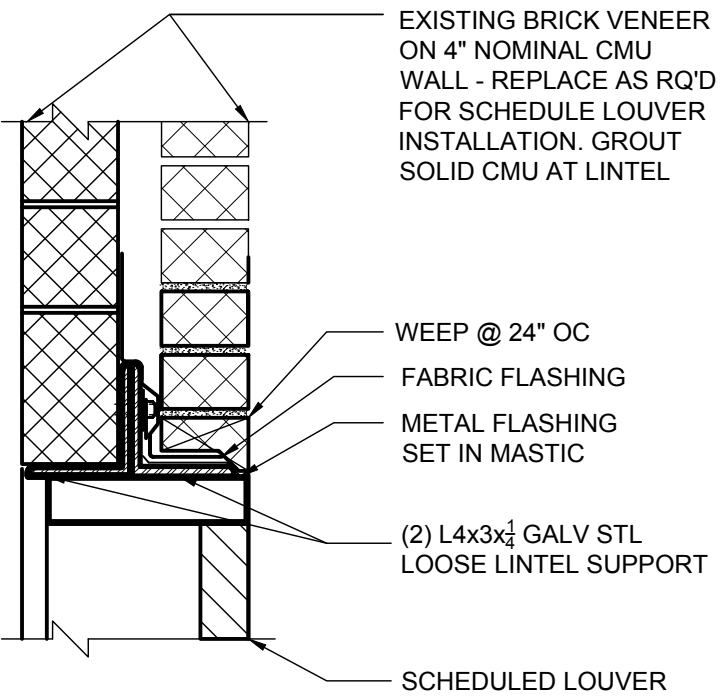 EXISTING BRICK VENEER
ON 4" NOMINAL CMU
WALL - REPLACE AS RQ'D
FOR SCHEDULE LOUVER
INSTALLATION. GROUT
SOLID CMU AT LINTEL
WEEP @ 24" OC
FABRIC FLASHING
METAL FLASHING
SET IN MASTIC
(2) L4x3x1/4 GALV STL
LOOSE LINTEL SUPPORT
SCHEDULED LOUVER